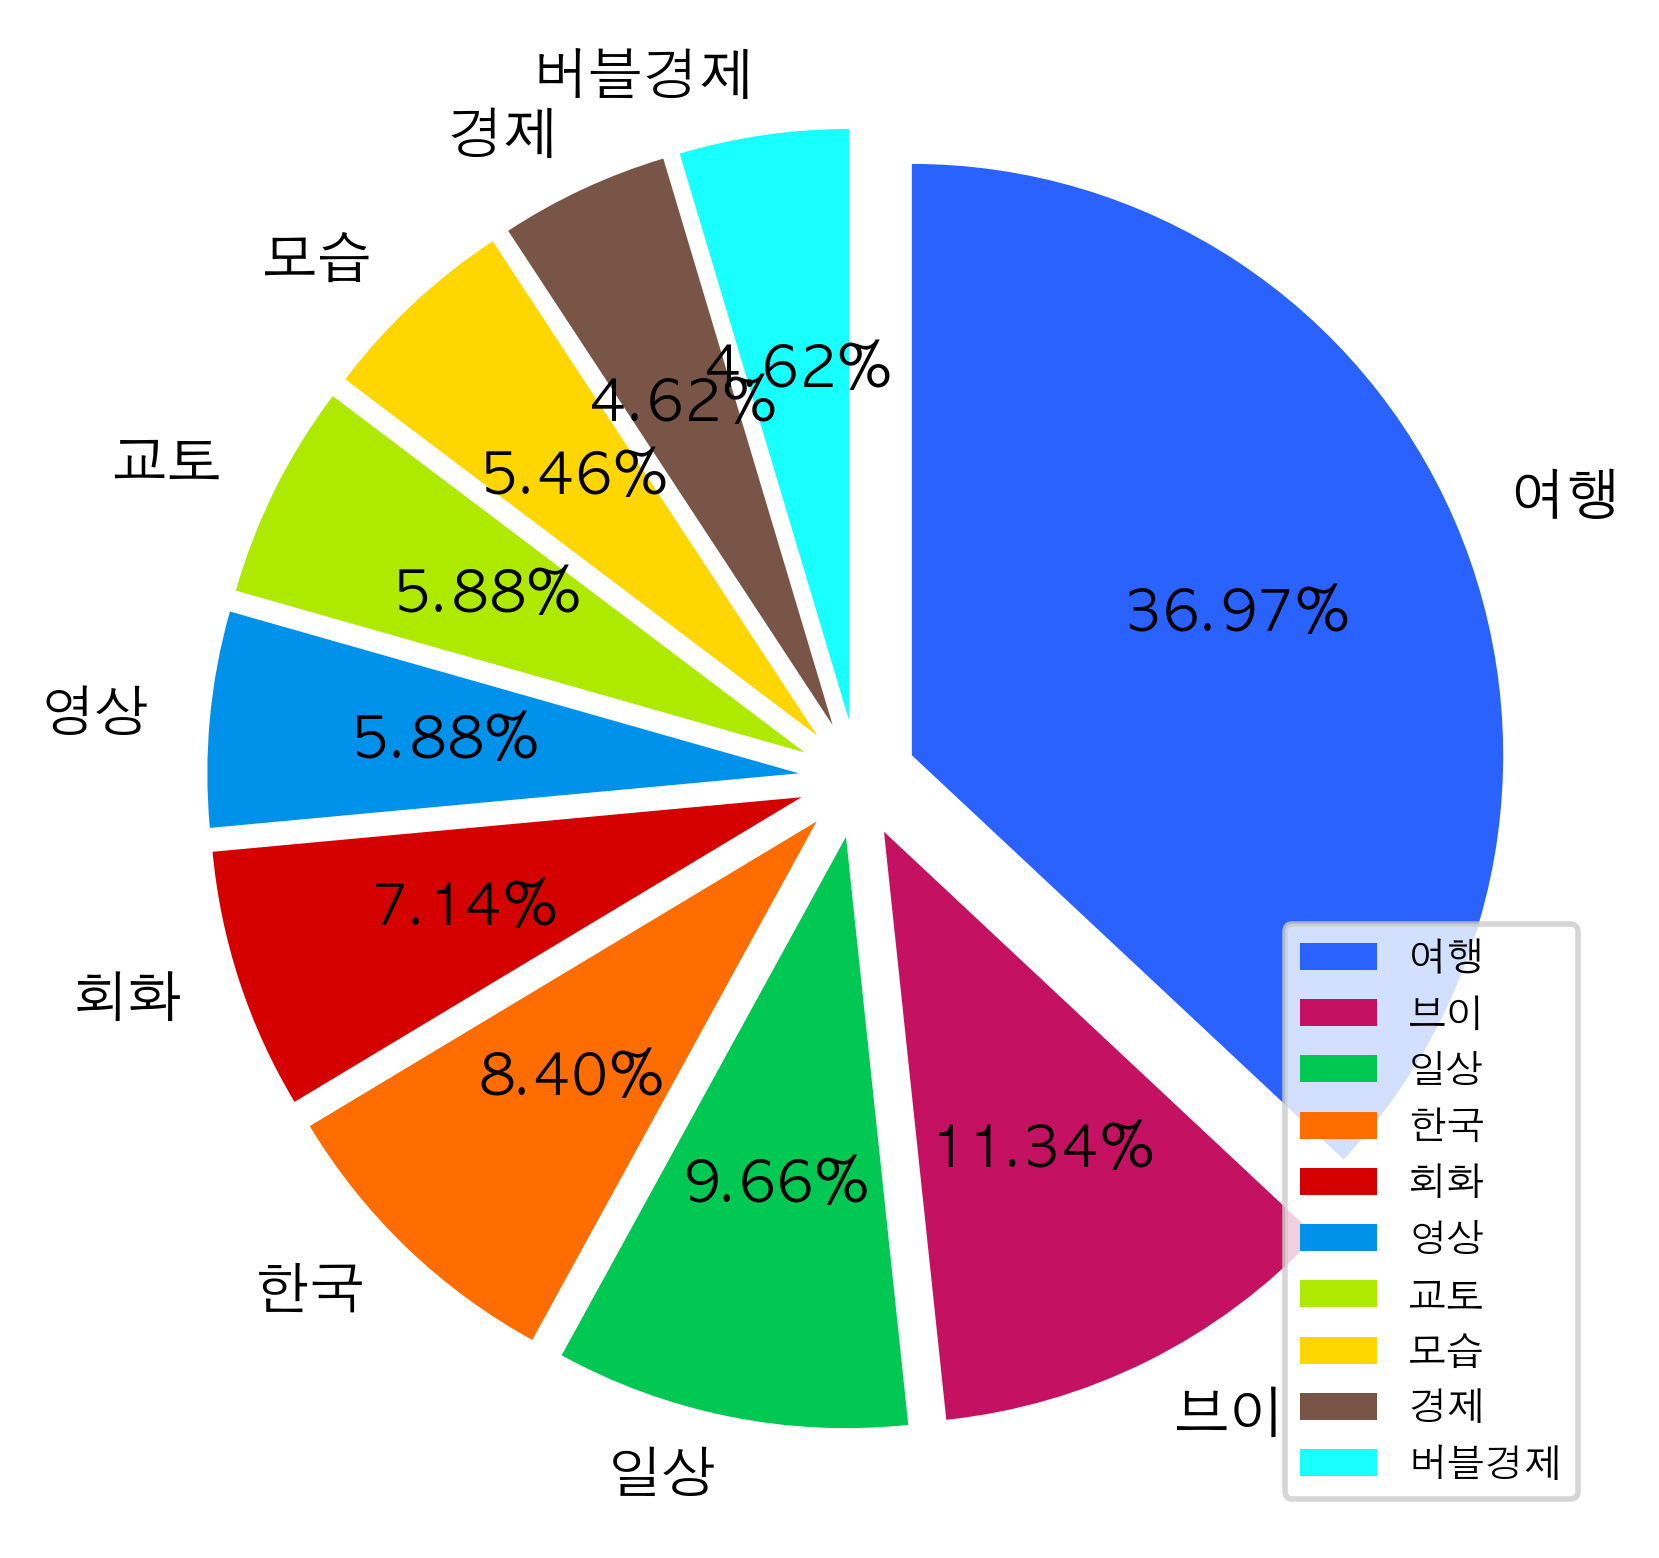 버블경제
경제
모습
교토
영상
회화
한국
일상
브이
여행
4.62%
4.62%
5.46%
5.88%
5.88%
7.14%
8.40%
9.66%
11.34%
36.97%
여행
브이
일상
한국
회화
영상
교토
모습
경제
버블경제